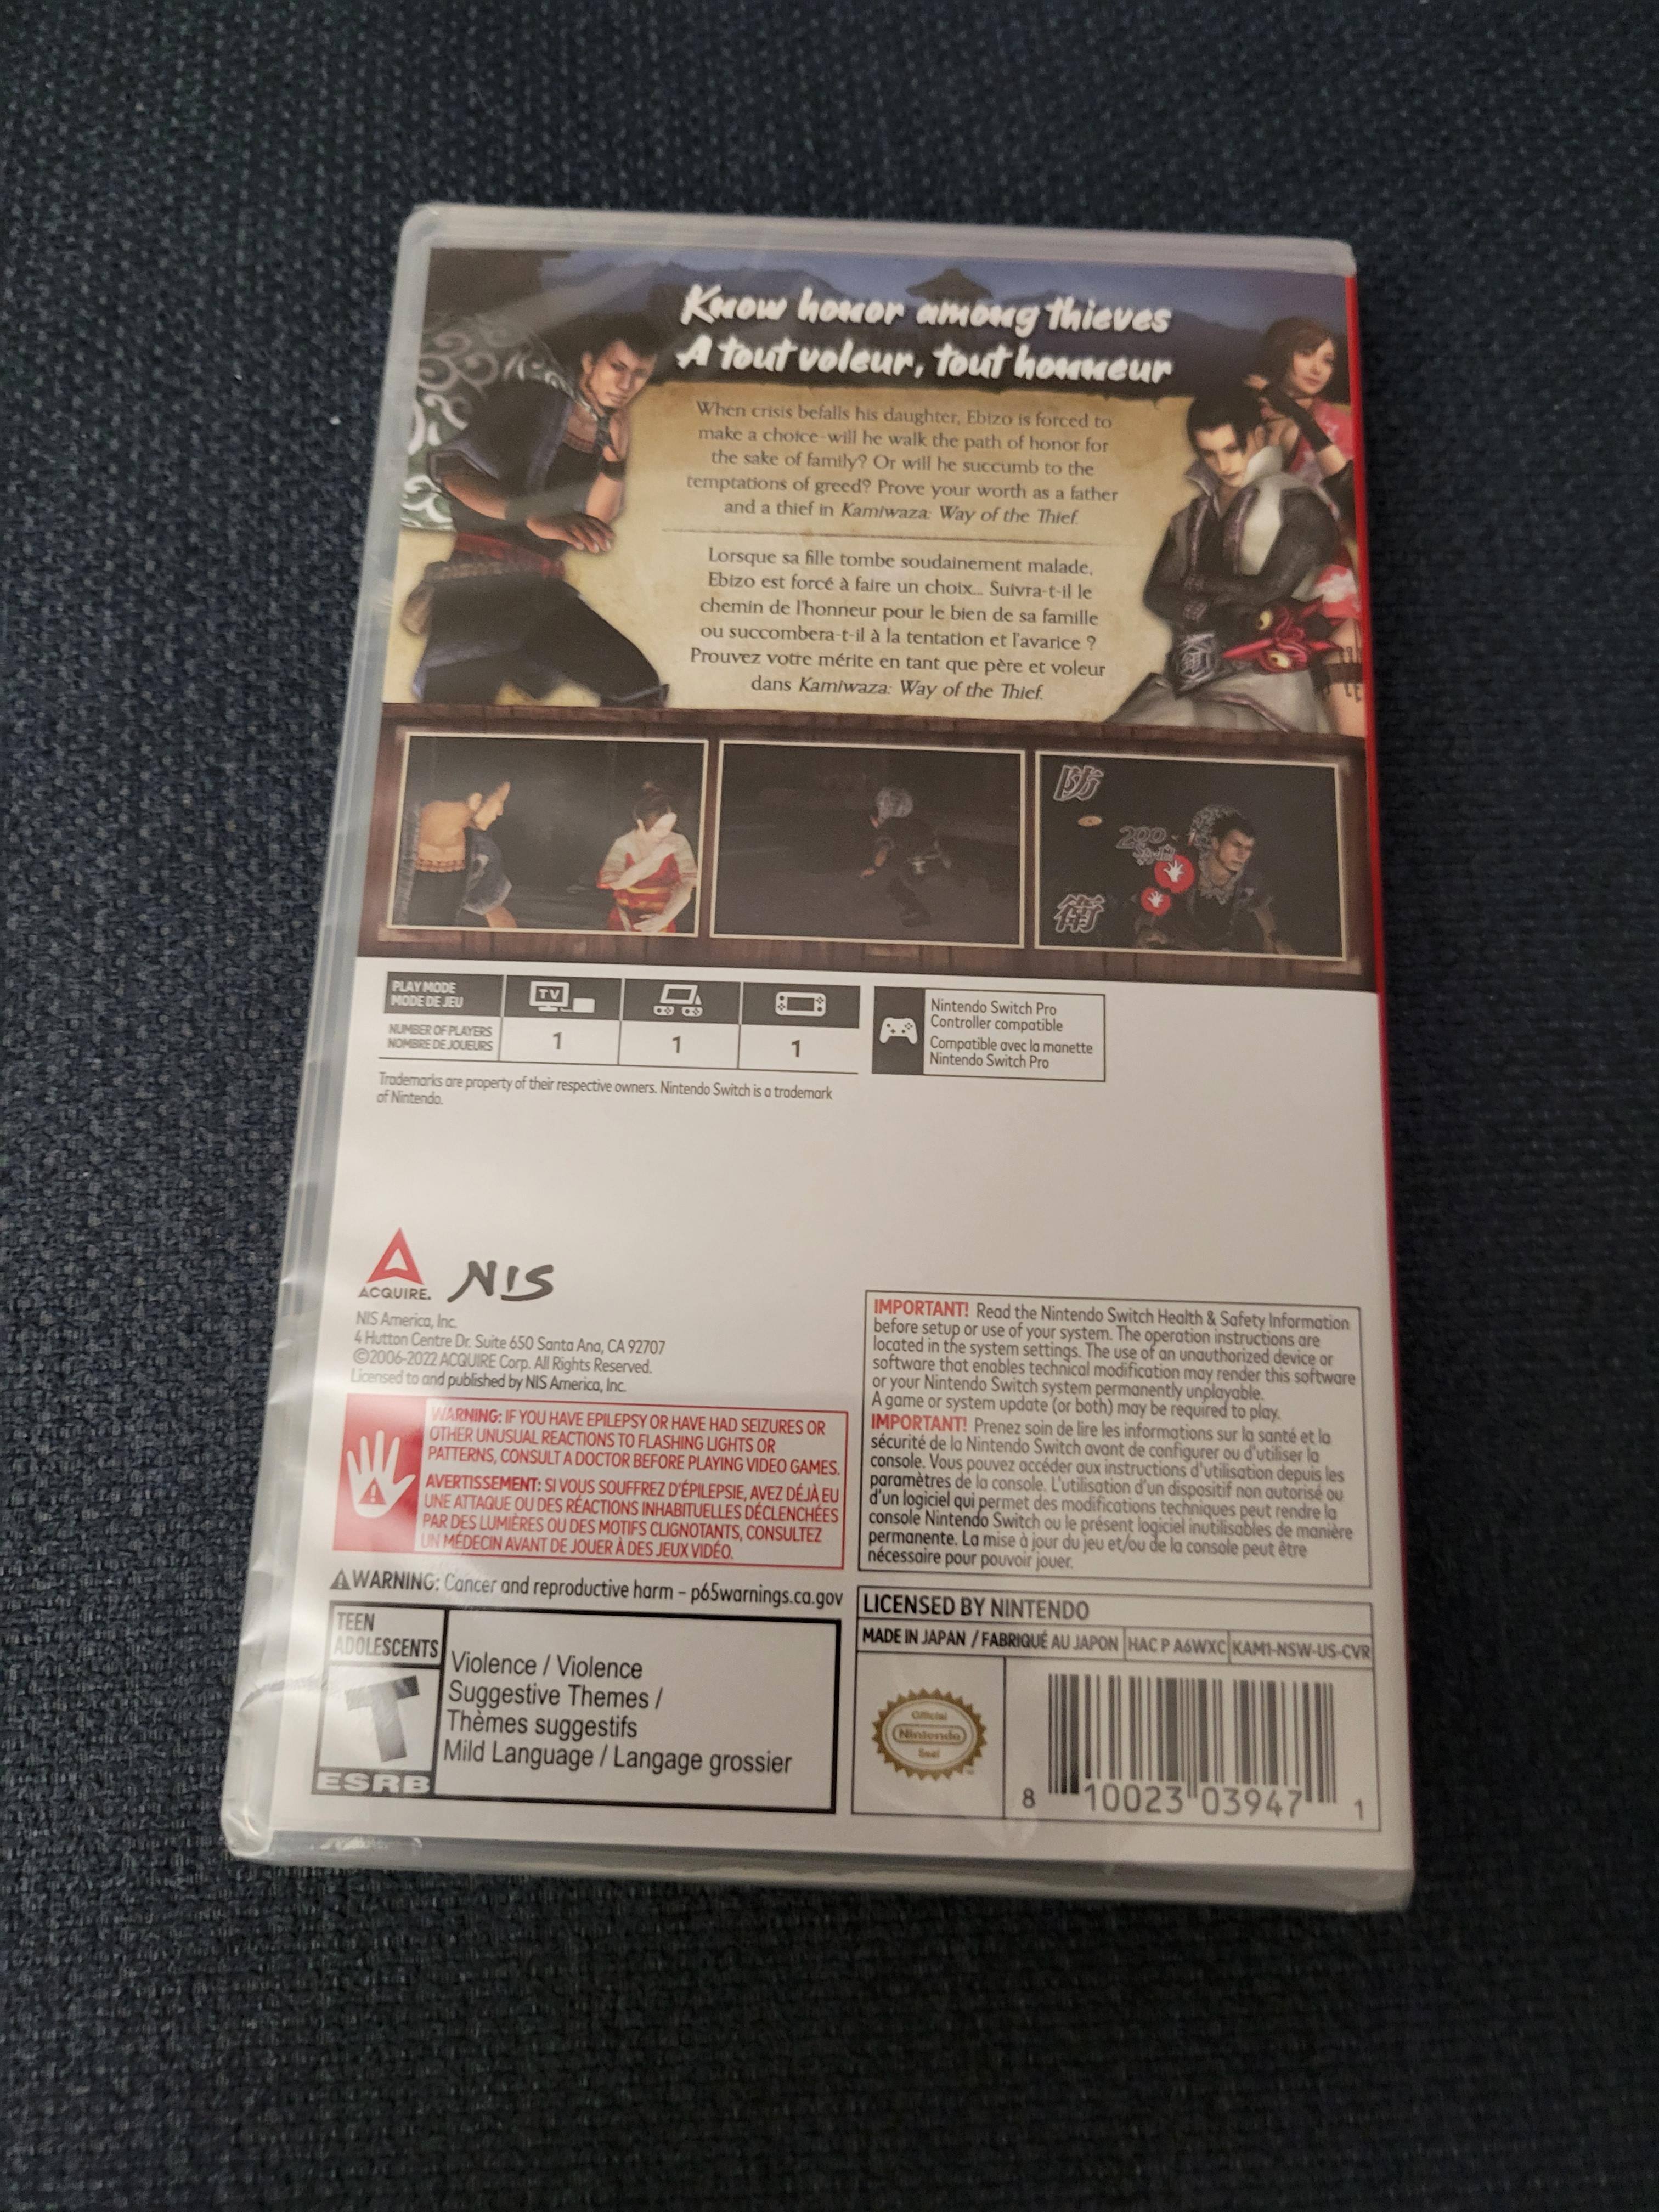 Know honor among thieves
A tout voleur, tout honneur
When crisis befalls his daughter, Ebizo is forced to
make a choice-will he walk the path of honor for
the sake of family? Or will he succumb to the
temptations of greed? Prove your worth as a father
and a thief in Kamiwaza: Way of the Thief.
Lorsque sa fille tombe soudainement malade,
Ebizo est forcé à faire un choix... Suivra-t-il le
chemin de l'honneur pour le bien de sa famille
ou succombera-t-il à la tentation et l'avarice ?
Prouvez votre mérite en tant que père et voleur
dans Kamiwaza: Way of the Thief.
防
200
衛
PLAY MODE
MODE DE JEU
TV
NUMBER OF PLAYERS
NOMBRE DE JOUEURS
1
1
1
Nintendo Switch Pro
Controller compatible
Compatible avec la manette
Nintendo Switch Pro
Trademarks are property of their respective owners. Nintendo Switch is a trademark
of Nintendo.
ACQUIRE.
NIS
NIS America, Inc.
4 Hutton Centre Dr. Suite 650 Santa Ana, CA 92707
©2006-2022 ACQUIRE Corp. All Rights Reserved.
Licensed to and published by NIS America, Inc.
WARNING: IF YOU HAVE EPILEPSY OR HAVE HAD SEIZURES OR
OTHER UNUSUAL REACTIONS TO FLASHING LIGHTS OR
PATTERNS, CONSULT A DOCTOR BEFORE PLAYING VIDEO GAMES.
AVERTISSEMENT: SI VOUS SOUFFREZ D'ÉPILEPSIE, AVEZ DÉJÀ EU
UNE ATTAQUE OU DES RÉACTIONS INHABITUELLES DÉCLENCHÉES
PAR DES LUMIÈRES OU DES MOTIFS CLIGNOTANTS, CONSULTEZ
UN MÉDECIN AVANT DE JOUER À DES JEUX VIDÉO.
WARNING: Cancer and reproductive harm – p65warnings.ca.gov
TEEN
ADOLESCENTS
T
ESRB
Violence / Violence
Suggestive Themes /
Thèmes suggestifs
Mild Language / Langage grossier
IMPORTANT! Read the Nintendo Switch Health & Safety Information
before setup or use of your system. The operation instructions are
located in the system settings. The use of an unauthorized device or
software that enables technical modification may render this software
or your Nintendo Switch system permanently unplayable.
A game or system update (or both) may be required to play.
IMPORTANT! Prenez soin de lire les informations sur la santé et la
sécurité de la Nintendo Switch avant de configurer ou d'utiliser la
console. Vous pouvez accéder aux instructions d'utilisation depuis les
paramètres de la console. L'utilisation d'un dispositif non autorisé ou
d'un logiciel qui permet des modifications techniques peut rendre la
console Nintendo Switch ou le présent logiciel inutilisables de manière
permanente. La mise à jour du jeu et/ou de la console peut être
nécessaire pour pouvoir jouer.
LICENSED BY NINTENDO
MADE IN JAPAN / FABRIQUÉ AU JAPON
HAC P A6WXC
KAM1-NSW-US-CVR
Official
Nintendo
Seal
8 10023 03947 1